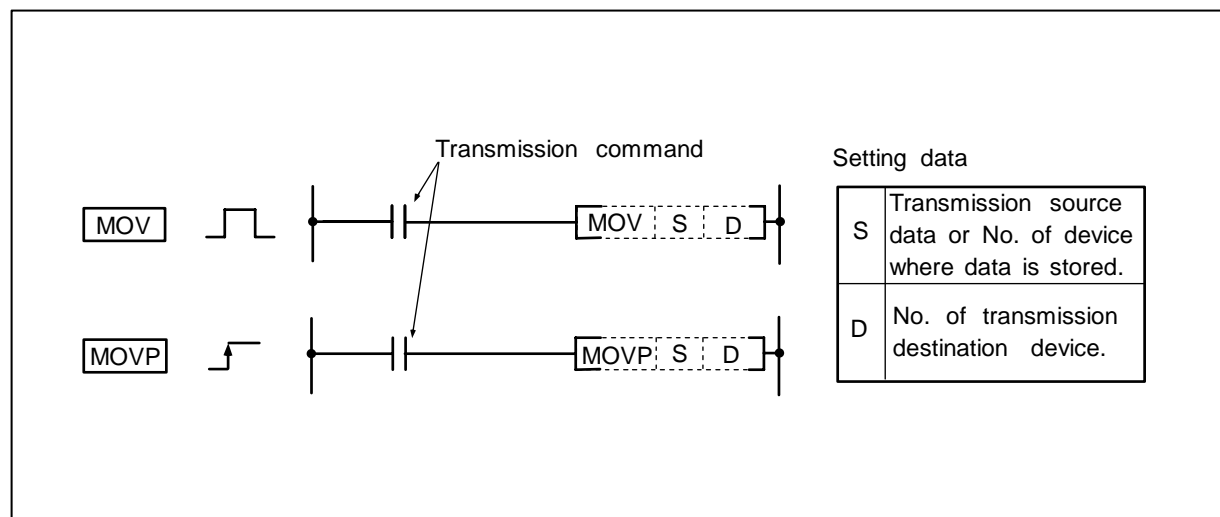 Transmission command
MOV
MOV S D
MOVP
MOVP S D
Setting data
S
Transmission source
data or No. of device
where data is stored.
D
No. of transmission
destination device.